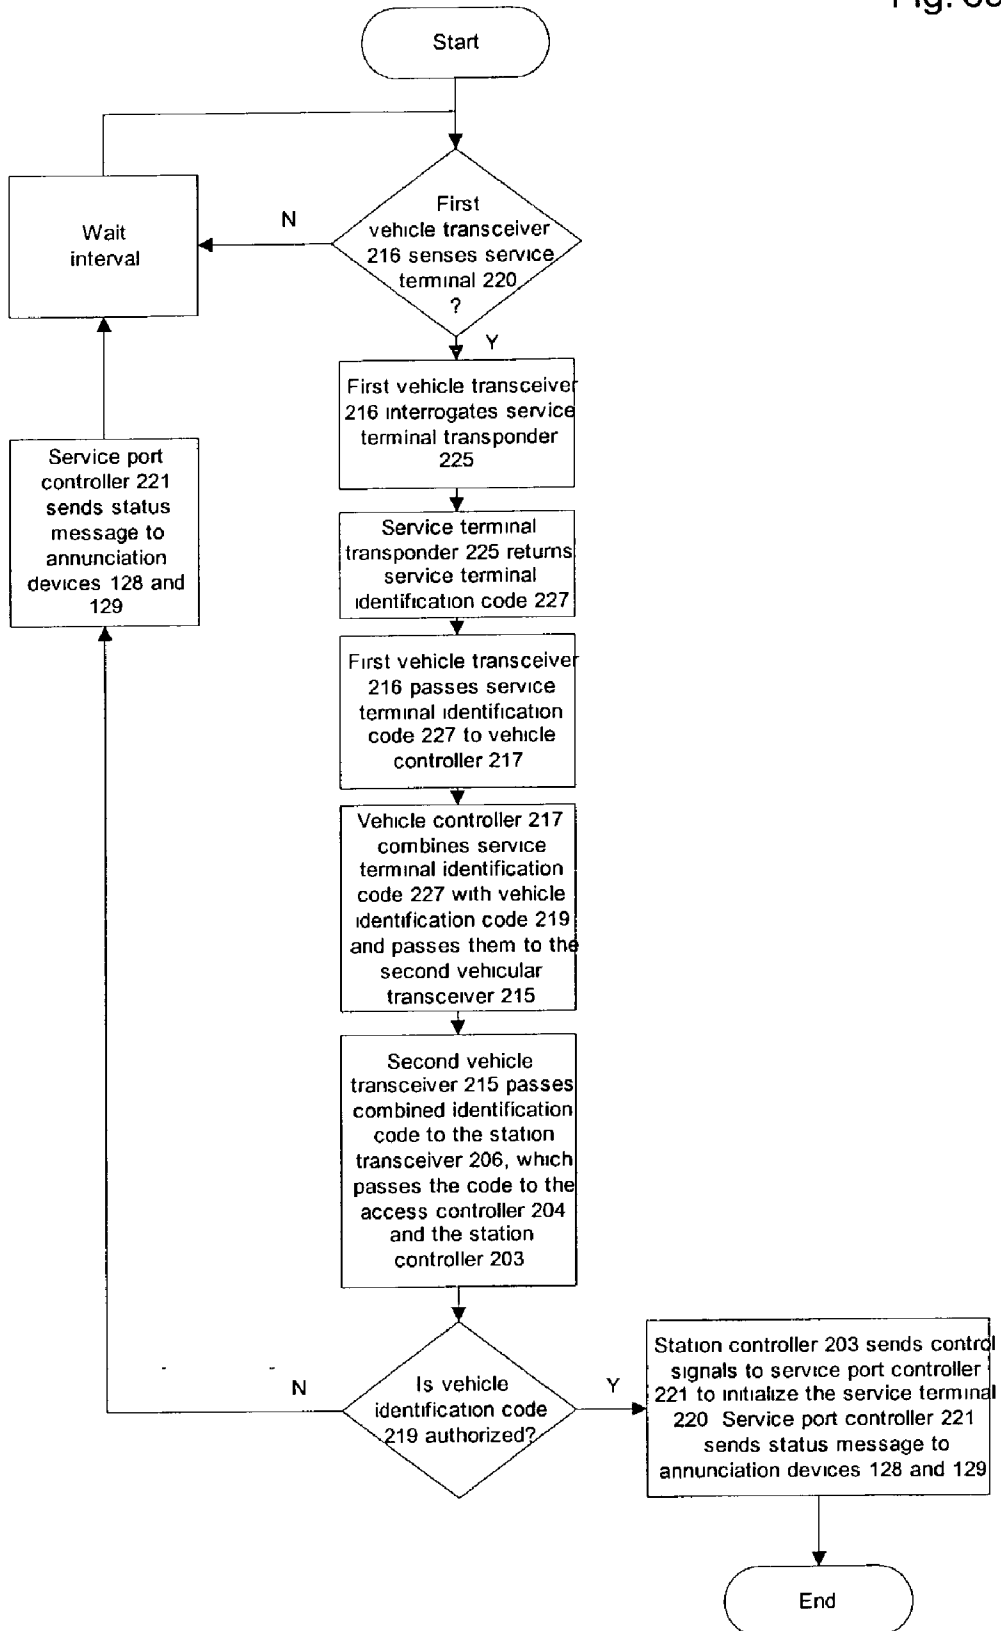 Start
First
vehicle transceiver
216 senses service
terminal 220
?
N
Wait
interval
Y
First vehicle transceiver
216 interrogates service
terminal transponder
225
Service port
controller 221
sends status
message to
annunciation
devices 128 and
129
Service terminal
transponder 225 returns
service terminal
identification code 227
First vehicle transceiver
216 passes service
terminal identification
code 227 to vehicle
controller 217
Vehicle controller 217
combines service
terminal identification
code 227 with vehicle
identification code 219
and passes them to the
second vehicular
transceiver 215
Second vehicle
transceiver 215 passes
combined identification
code to the station
transceiver 206, which
passes the code to the
access controller 204
and the station
controller 203
Is vehicle
identification code
219 authorized?
N
Y
Station controller 203 sends control
signals to service port controller
221 to initialize the service terminal
220 Service port controller 221
sends status message to
annunciation devices 128 and 129
End